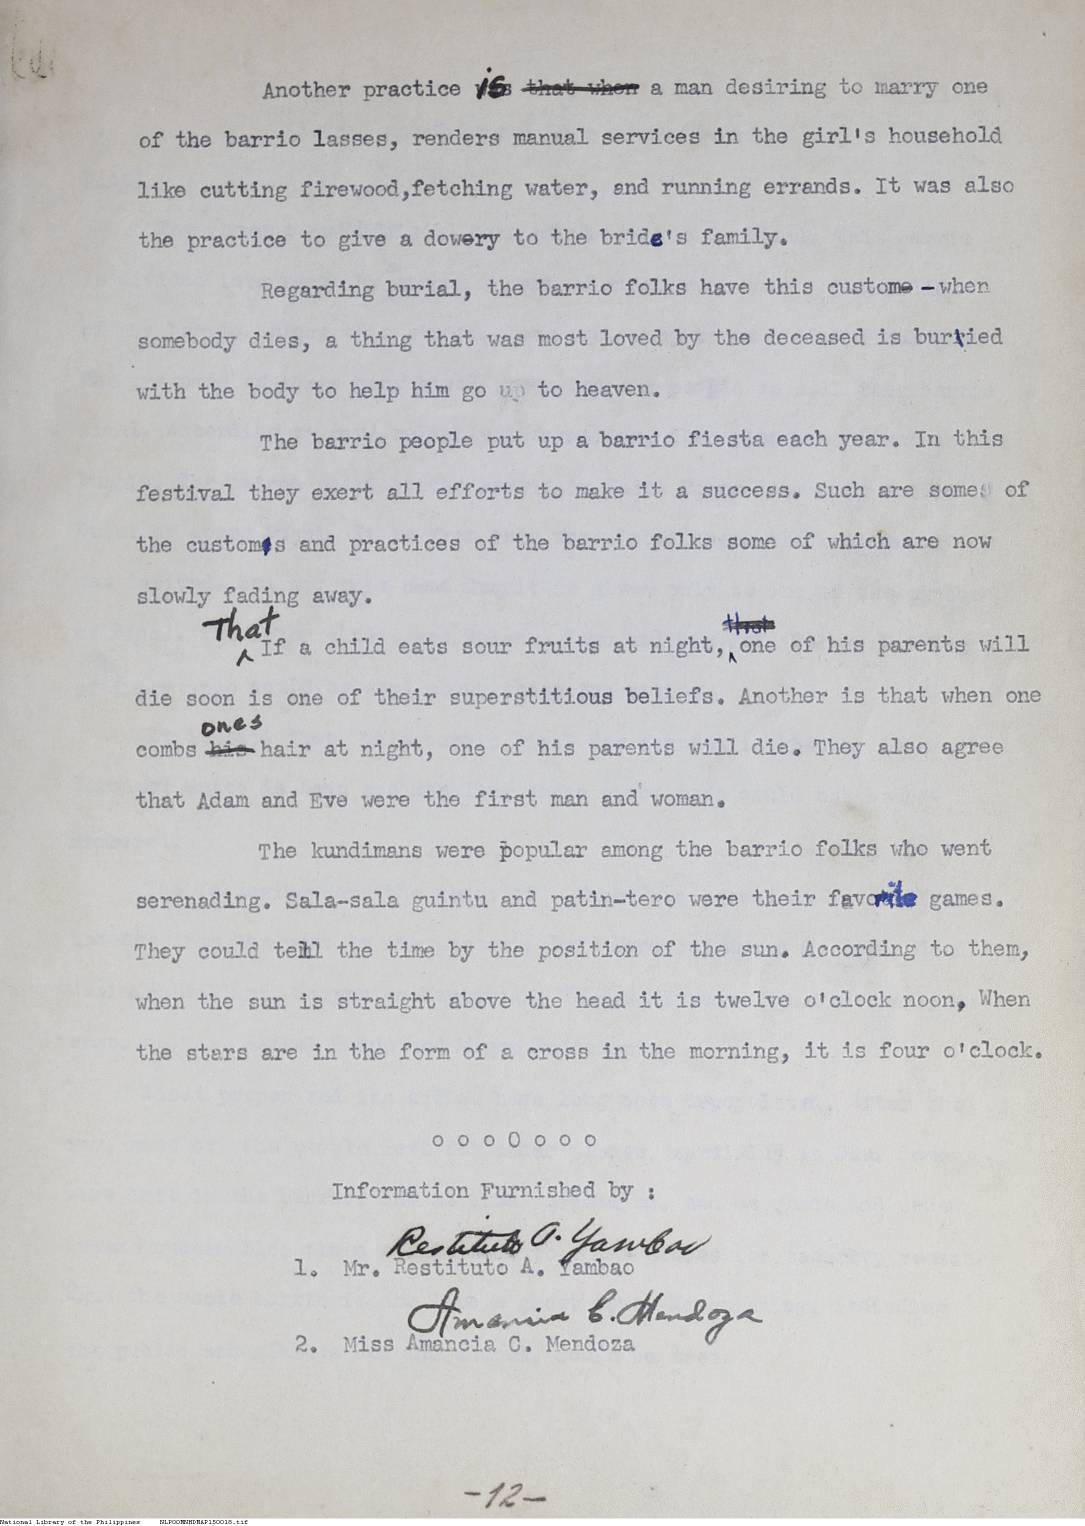 Another practice is that when a man desiring to marry one
of the barrio lasses, renders manual services in the girl's household
like cutting firewood,fetching water, and running errands. It was also
the practice to give a dowery to the bride's family.
Regarding burial, the barrio folks have this custom - when
somebody dies, a thing that was most loved by the deceased is buried
with the body to help him go up to heaven.
The barrio people put up a barrio fiesta each year. In this
festival they exert all efforts to make it a success. Such are some of
the customs and practices of the barrio folks some of which are now
slowly fading away.
That that
If a child eats sour fruits at night, one of his parents will
die soon is one of their superstitious beliefs. Another is that when one
ones
combs his hair at night, one of his parents will die. They also agree
that Adam and Eve were the first man and woman.
The kundimans were popular among the barrio folks who went
serenading. Sala-sala guintu and patin-tero were their favorite games.
They could tell the time by the position of the sun. According to them,
when the sun is straight above the head it is twelve o'clock noon, When
the stars are in the form of a cross in the morning, it is four o'clock.
o o o O o o o
Information Furnished by :
Restituto A. Yambao
1. Mr. Restituto A. Yambao
Amancia C. Mendoza
2. Miss Amancia C. Mendoza
-12-
National Library of the Philippines NLPOOMNHDHAP150018.tif